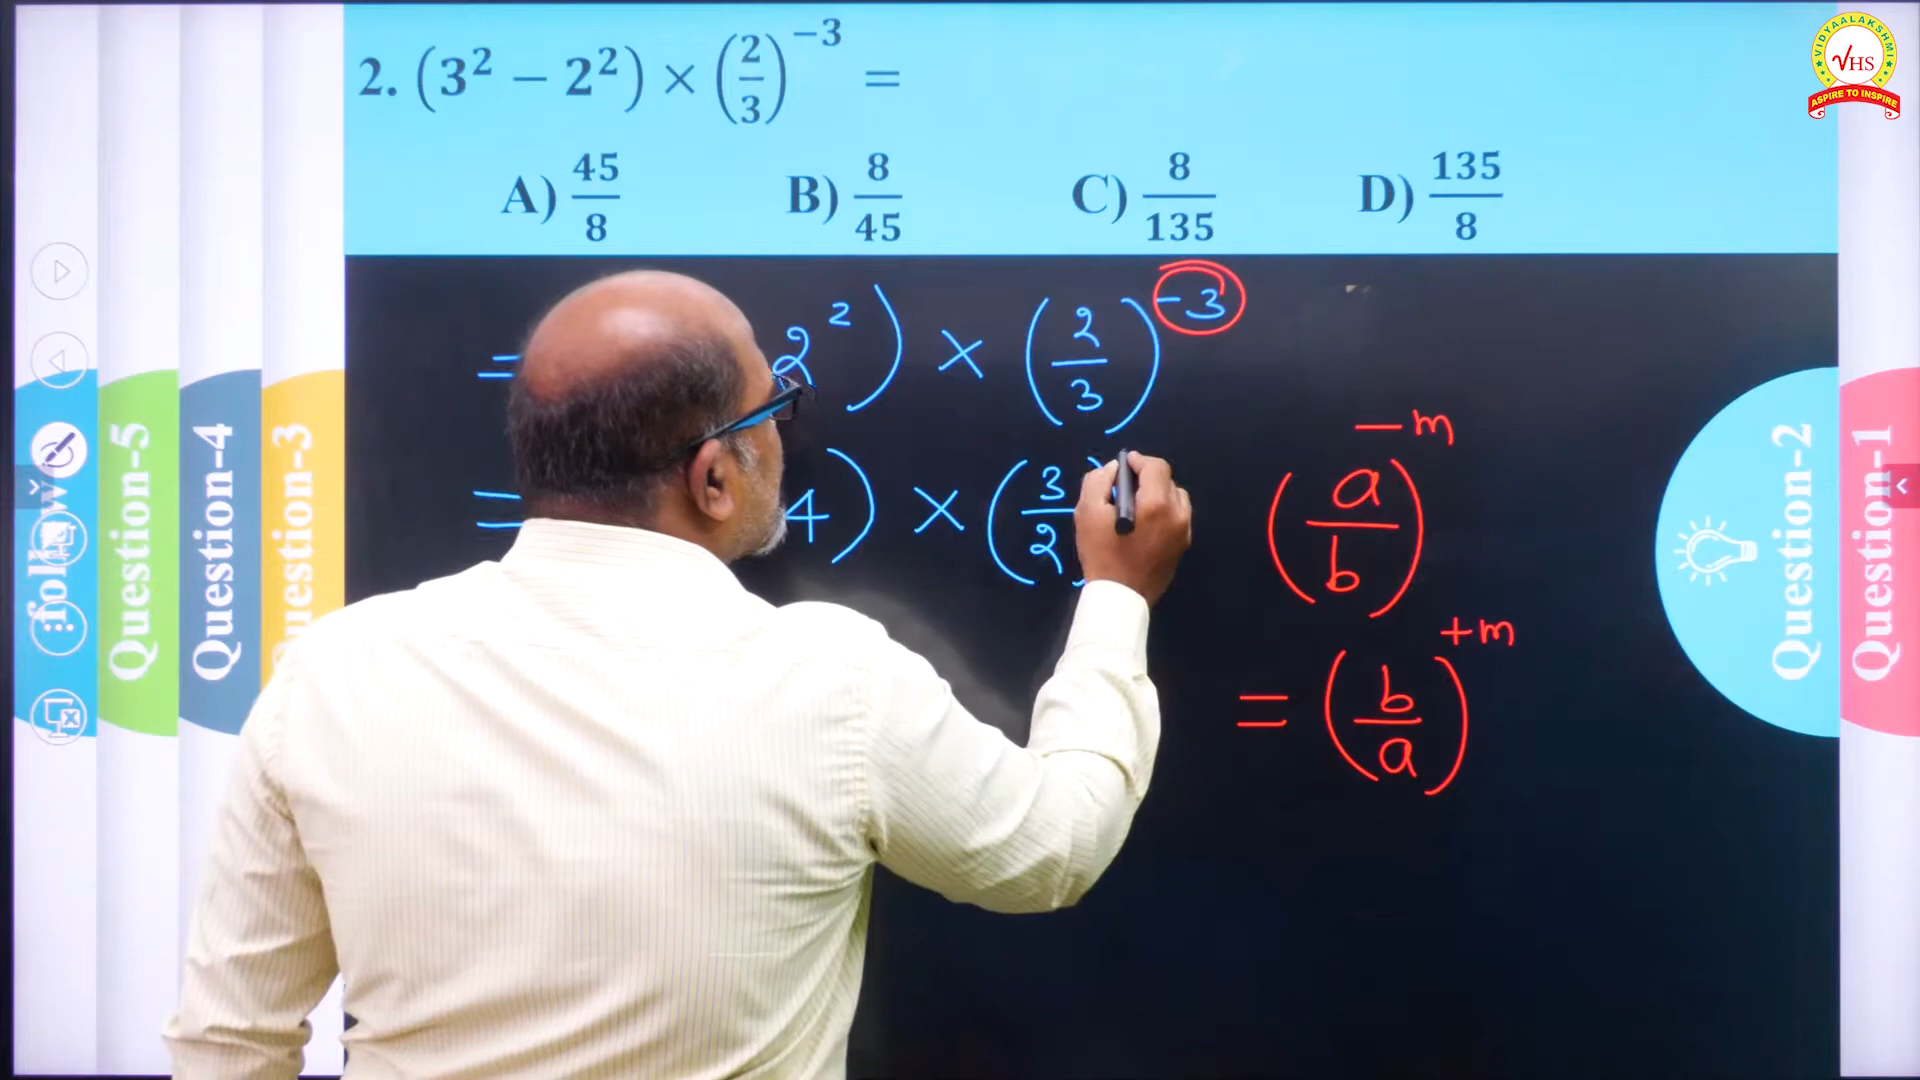 2. (3² − 2²) × (2/3)⁻³ =
A) 45/8 B) 8/45 C) 8/135 D) 135/8
= 2²) × (2/3)⁻³
= 4) × (3/2)
(a/b)⁻ᵐ
= (b/a)⁺ᵐ
Question-5
Question-4
Question-3
Question-2
Question-1
VIDYAALAKSHMI
VHS
ASPIRE TO INSPIRE